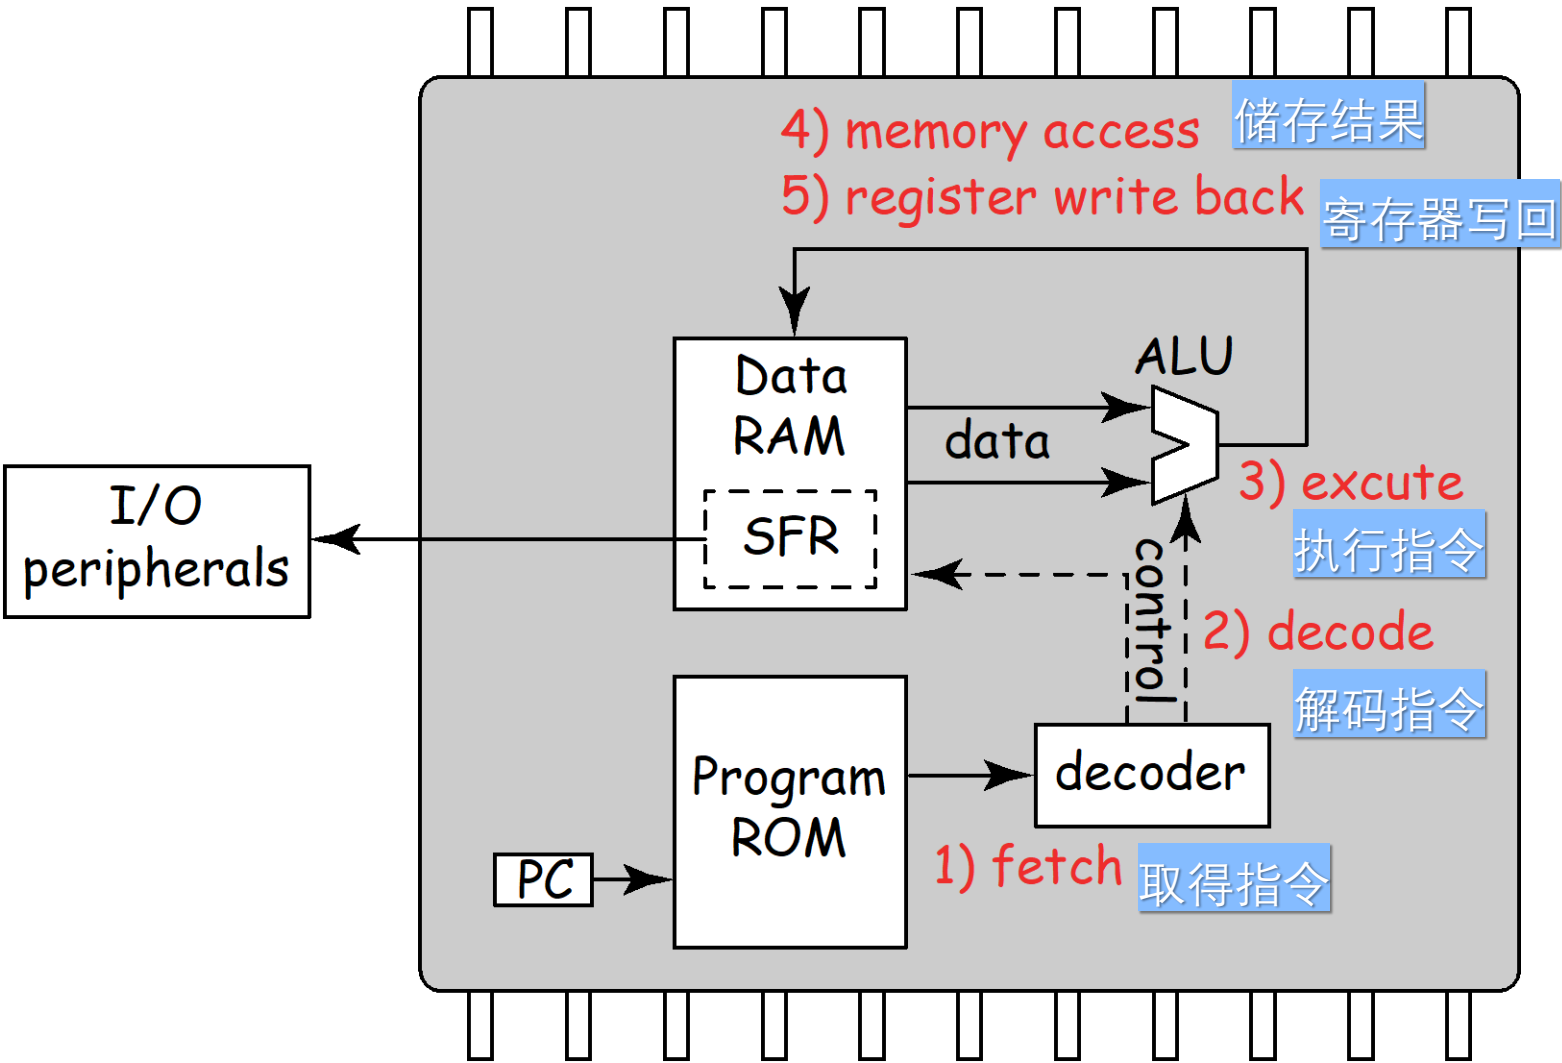 4) memory access 储存结果
5) register write back 寄存器写回
ALU
Data
RAM
data
SFR
I/O
peripherals
3) excute
执行指令
control
2) decode
解码指令
Program
ROM
decoder
PC
1) fetch 取得指令